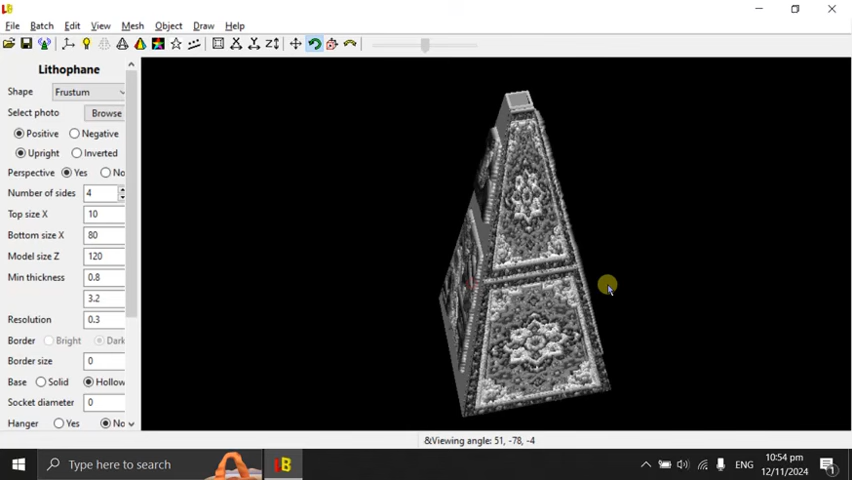 File Batch Edit View Mesh Object Draw Help
Lithophane
Shape Frustum
Select photo Browse
Positive Negative
Upright Inverted
Perspective Yes No
Number of sides 4
Top size X 10
Bottom size X 80
Model size Z 120
Min thickness 0.8
3.2
Resolution 0.3
Border Bright Dark
Border size 0
Base Solid Hollow
Socket diameter 0
Hanger Yes No
&Viewing angle: 51, -78, -4
Type here to search
ENG
10:54 pm
12/11/2024